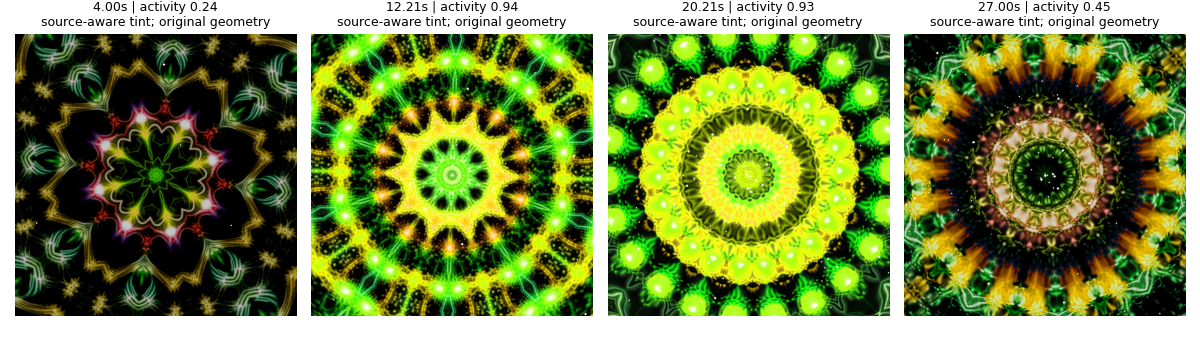 4.00s | activity 0.24
source-aware tint; original geometry
12.21s | activity 0.94
source-aware tint; original geometry
20.21s | activity 0.93
source-aware tint; original geometry
27.00s | activity 0.45
source-aware tint; original geometry